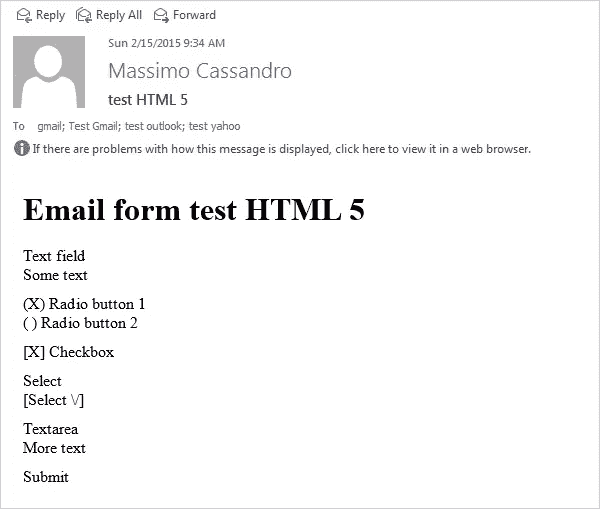 Reply Reply All Forward
Sun 2/15/2015 9:34 AM
Massimo Cassandro
test HTML 5
To gmail; Test Gmail; test outlook; test yahoo
If there are problems with how this message is displayed, click here to view it in a web browser.
Email form test HTML 5
Text field
Some text
(X) Radio button 1
( ) Radio button 2
[X] Checkbox
Select
[Select \/]
Textarea
More text
Submit